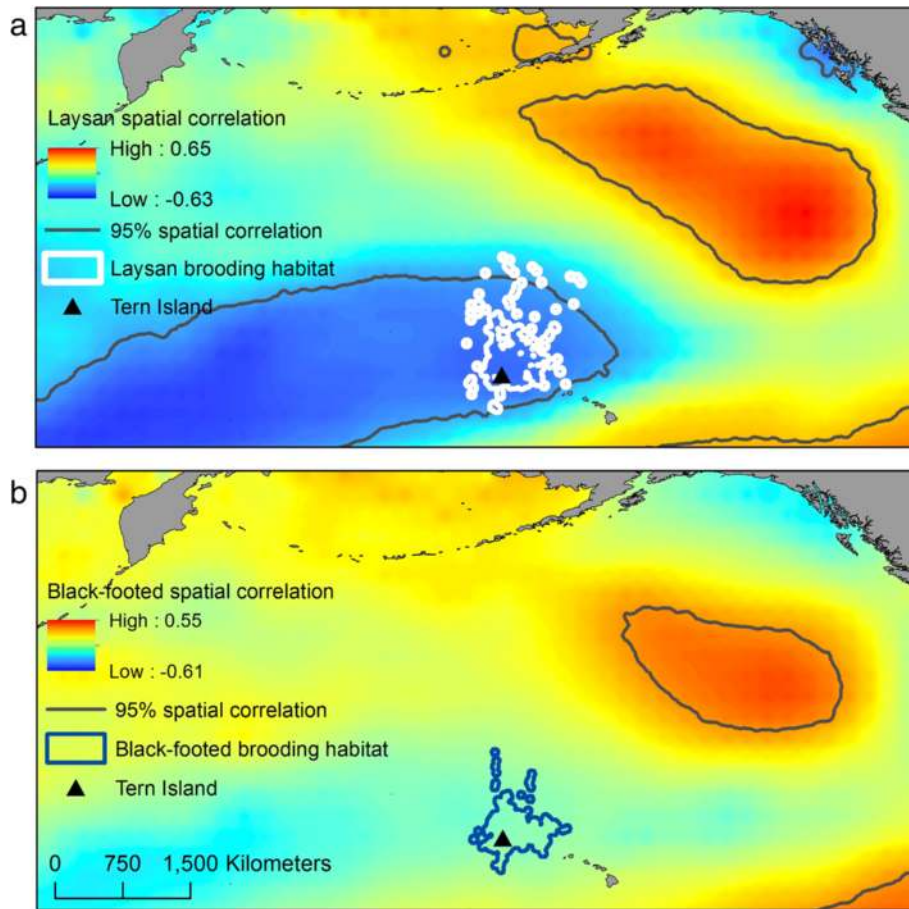 a
Laysan spatial correlation
High : 0.65
Low : -0.63
95% spatial correlation
Laysan brooding habitat
Tern Island
b
Black-footed spatial correlation
High : 0.55
Low : -0.61
95% spatial correlation
Black-footed brooding habitat
Tern Island
0 750 1,500 Kilometers